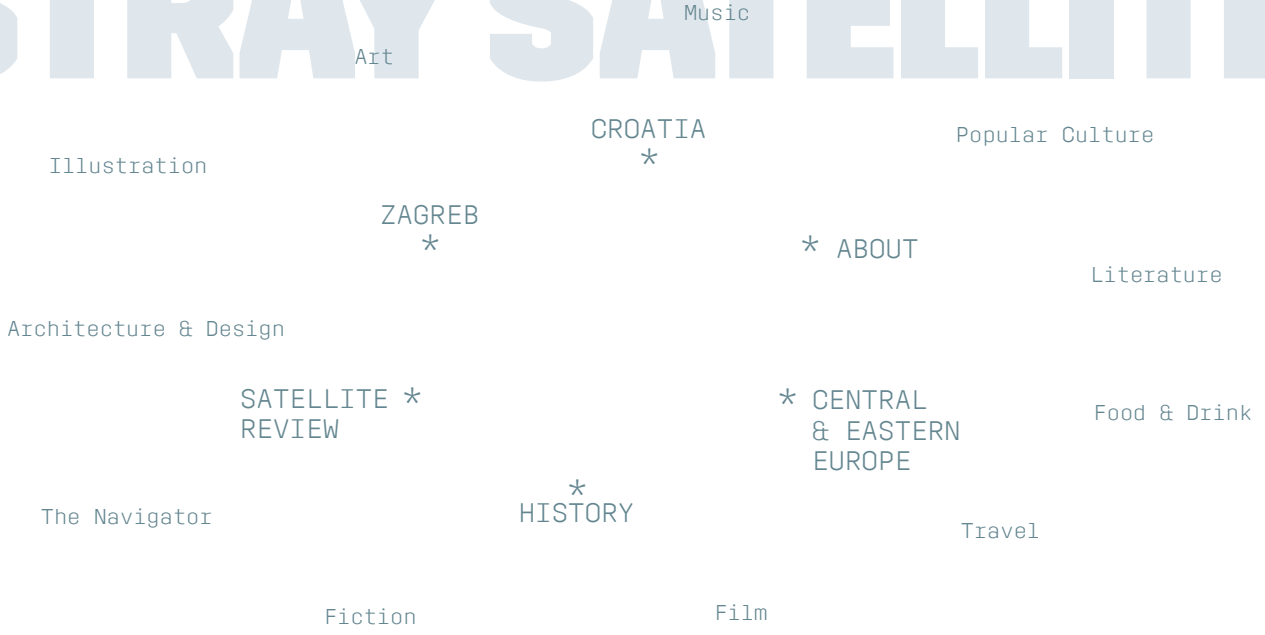 STRAY SATELLITE
Music
Art
CROATIA
*
Popular Culture
Illustration
ZAGREB
*
* ABOUT
Literature
Architecture & Design
SATELLITE *
REVIEW
* CENTRAL
& EASTERN
EUROPE
Food & Drink
*
HISTORY
The Navigator
Travel
Fiction
Film